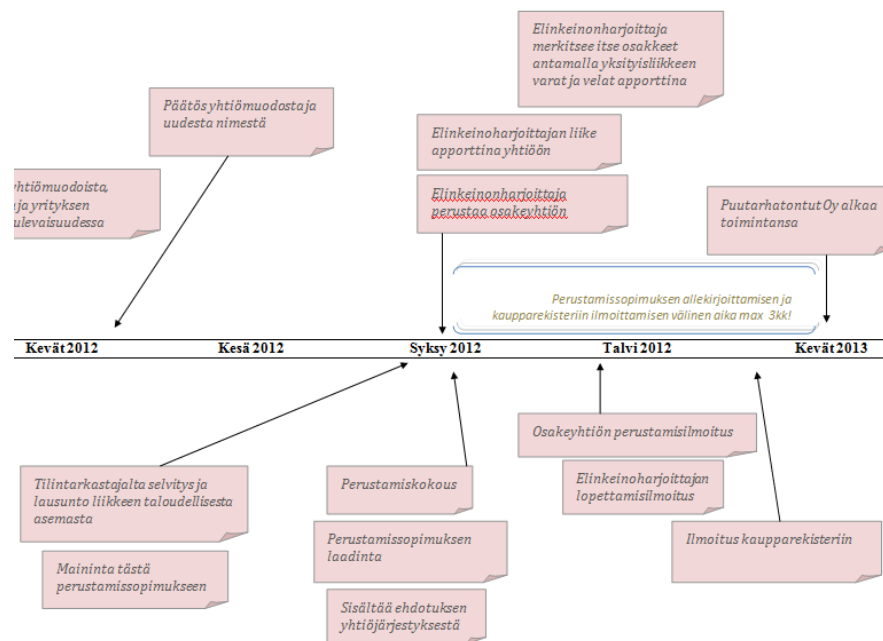 Elinkeinonharjoittaja
merkitsee itse osakkeet
antamalla yksityisliikkeen
varat ja velat apporttina
Päätös yhtiömuodosta ja
uudesta nimestä
Elinkeinoharjoittajan liike
apporttina yhtiöön
yhtiömuodoista,
ja yrityksen
ulevaisuudessa
Elinkeinonharjoittaja
perustaa osakeyhtiön
Puutarhatontut Oy alkaa
toimintansa
Perustamissopimuksen allekirjoittamisen ja
kaupparekisteriin ilmoittamisen välinen aika max 3kk!
Kevät 2012 Kesä 2012 Syksy 2012 Talvi 2012 Kevät 2013
Osakeyhtiön perustamisilmoitus
Elinkeinoharjoittajan
lopettamisilmoitus
Tilintarkastajalta selvitys ja
lausunto liikkeen taloudellisesta
asemasta
Perustamiskokous
Perustamissopimuksen
laadinta
Ilmoitus kaupparekisteriin
Maininta tästä
perustamissopimukseen
Sisältää ehdotuksen
yhtiöjärjestyksestä